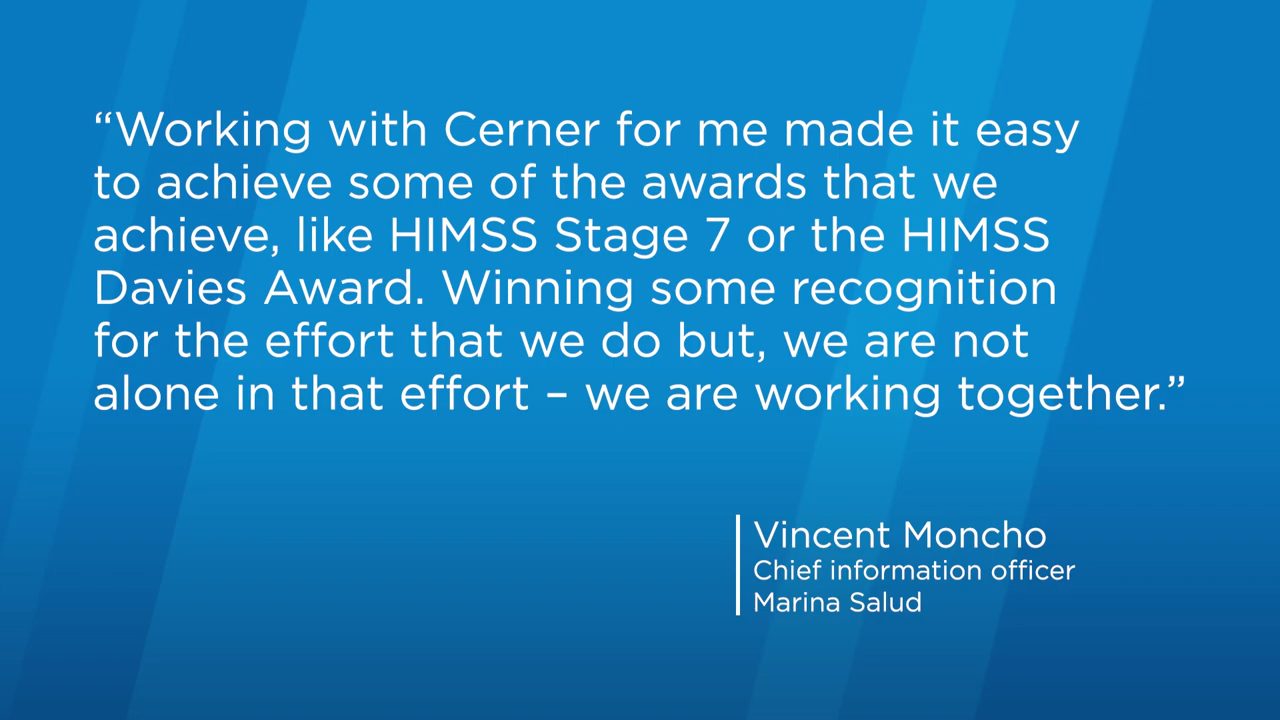 “Working with Cerner for me made it easy
to achieve some of the awards that we
achieve, like HIMSS Stage 7 or the HIMSS
Davies Award. Winning some recognition
for the effort that we do but, we are not
alone in that effort – we are working together.”
Vincent Moncho
Chief information officer
Marina Salud